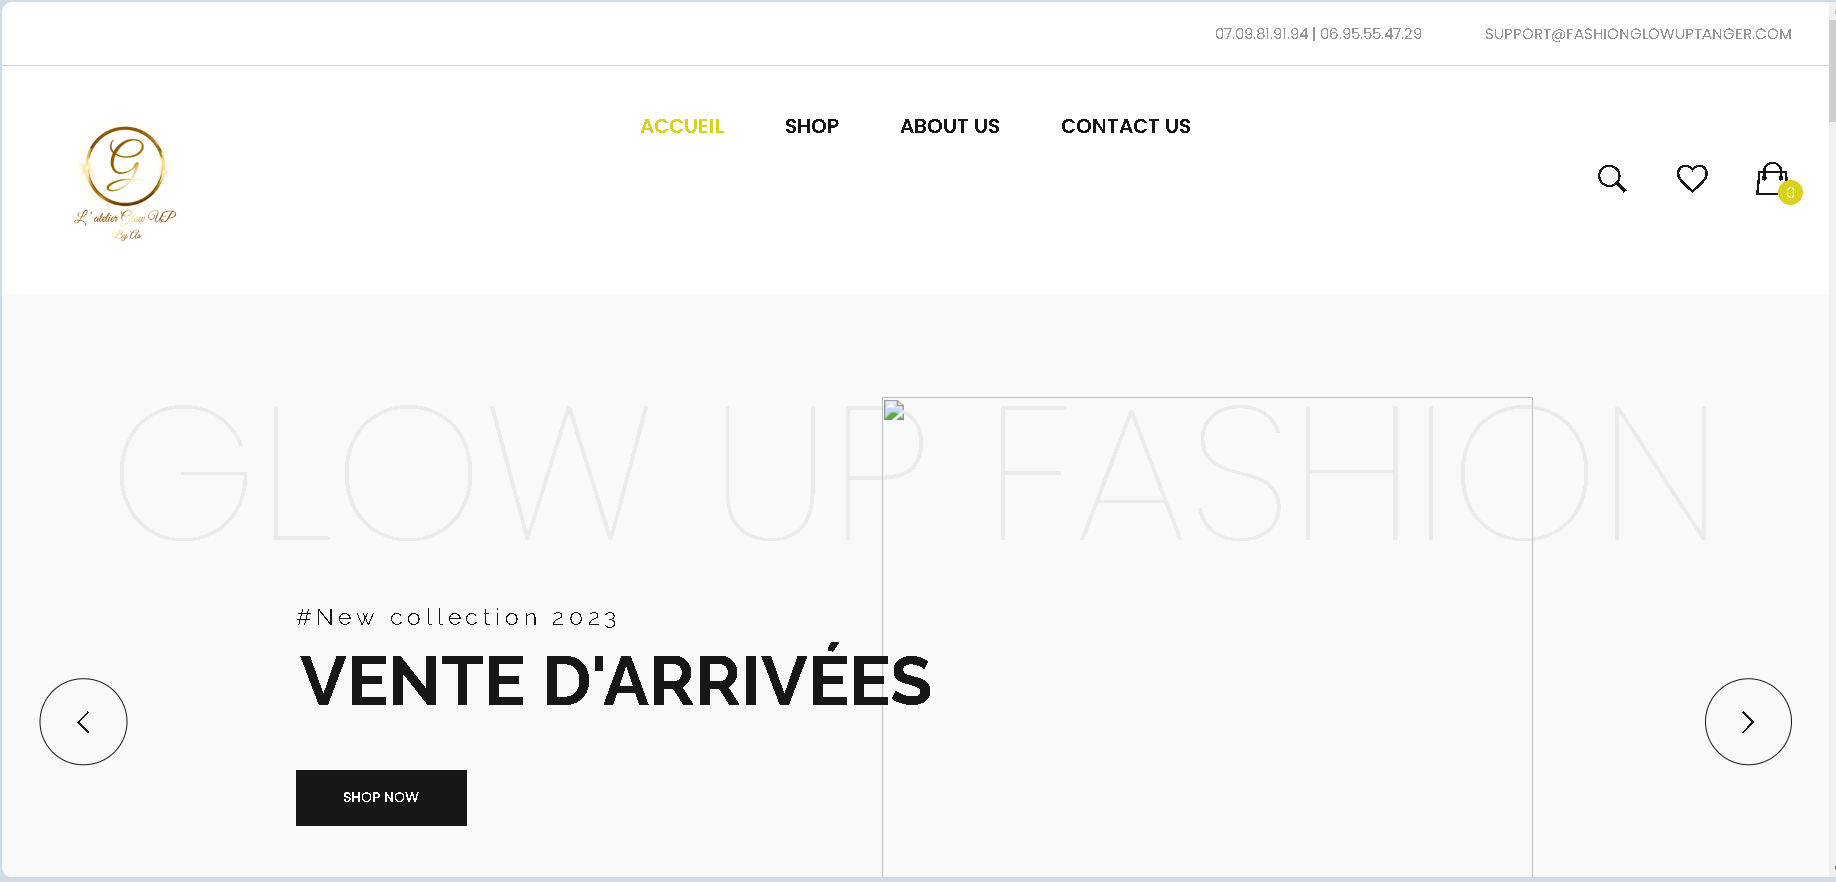 07.09.81.91.94 | 06.95.55.47.29
SUPPORT@FASHIONGLOWUPTANGER.COM
ACCUEIL
SHOP
ABOUT US
CONTACT US
G
L'atelier Glow UP
By As
0
GLOW UP FASHION
#New collection 2023
VENTE D'ARRIVÉES
SHOP NOW